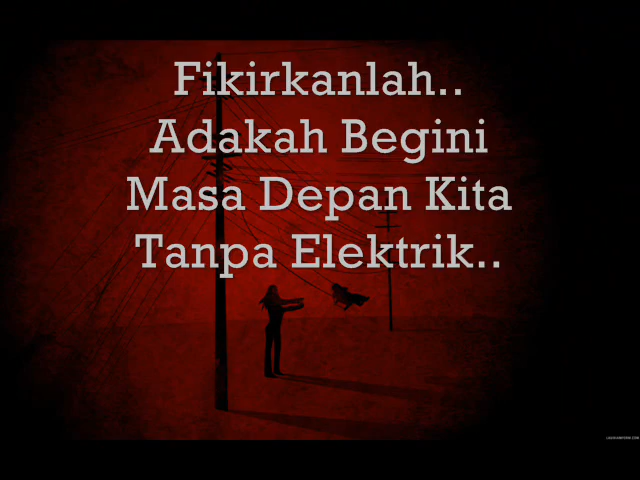 Fikirkanlah..
Adakah Begini
Masa Depan Kita
Tanpa Elektrik..